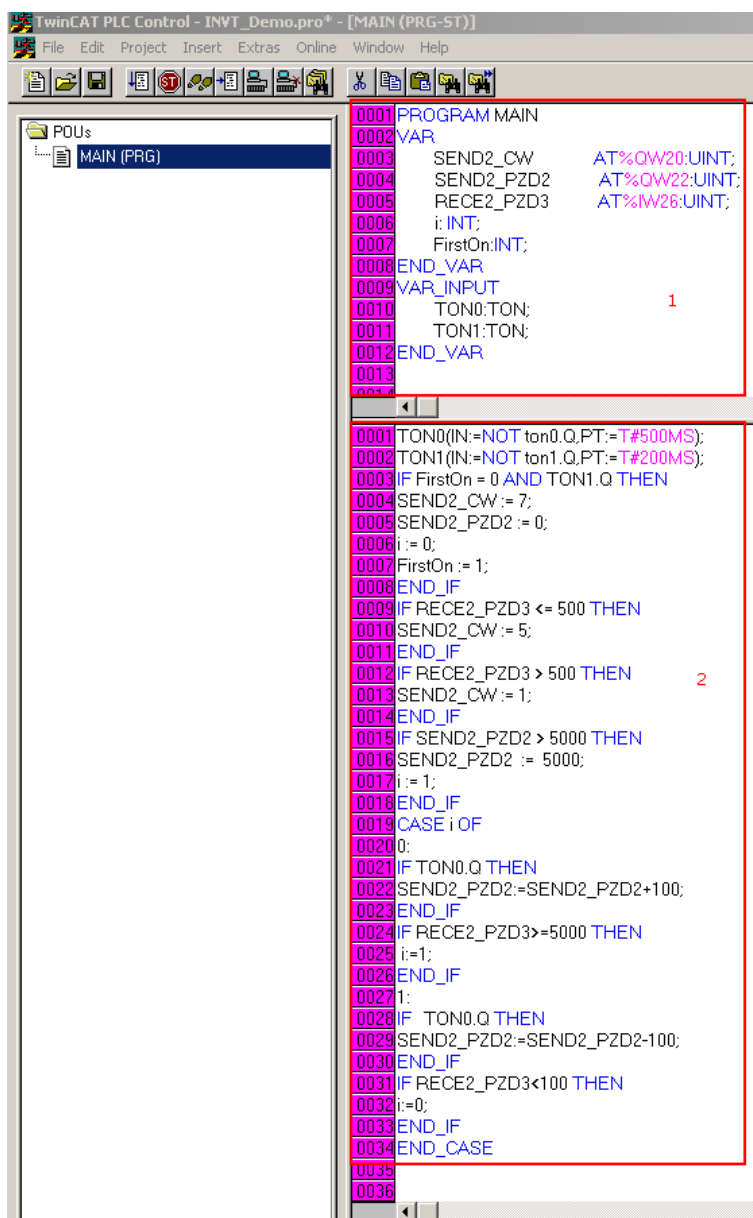 TwinCAT PLC Control - INVT_Demo.pro* - [MAIN (PRG-ST)]
File Edit Project Insert Extras Online Window Help
POUs
MAIN (PRG)
0001 PROGRAM MAIN
0002 VAR
0003 SEND2_CW AT%QW20:UINT;
0004 SEND2_PZD2 AT%QW22:UINT;
0005 RECE2_PZD3 AT%IW26:UINT;
0006 i: INT;
0007 FirstOn:INT;
0008 END_VAR
0009 VAR_INPUT
0010 TON0:TON;
0011 TON1:TON;
0012 END_VAR
0013
1
0001 TON0(IN:=NOT ton0.Q,PT:=T#500MS);
0002 TON1(IN:=NOT ton1.Q,PT:=T#200MS);
0003 IF FirstOn = 0 AND TON1.Q THEN
0004 SEND2_CW := 7;
0005 SEND2_PZD2 := 0;
0006 i := 0;
0007 FirstOn := 1;
0008 END_IF
0009 IF RECE2_PZD3 <= 500 THEN
0010 SEND2_CW := 5;
0011 END_IF
0012 IF RECE2_PZD3 > 500 THEN
0013 SEND2_CW := 1;
0014 END_IF
0015 IF SEND2_PZD2 > 5000 THEN
0016 SEND2_PZD2 := 5000;
0017 i := 1;
0018 END_IF
0019 CASE i OF
0020 0:
0021 IF TON0.Q THEN
0022 SEND2_PZD2:=SEND2_PZD2+100;
0023 END_IF
0024 IF RECE2_PZD3>=5000 THEN
0025 i:=1;
0026 END_IF
0027 1:
0028 IF TON0.Q THEN
0029 SEND2_PZD2:=SEND2_PZD2-100;
0030 END_IF
0031 IF RECE2_PZD3<100 THEN
0032 i:=0;
0033 END_IF
0034 END_CASE
0035
0036
2